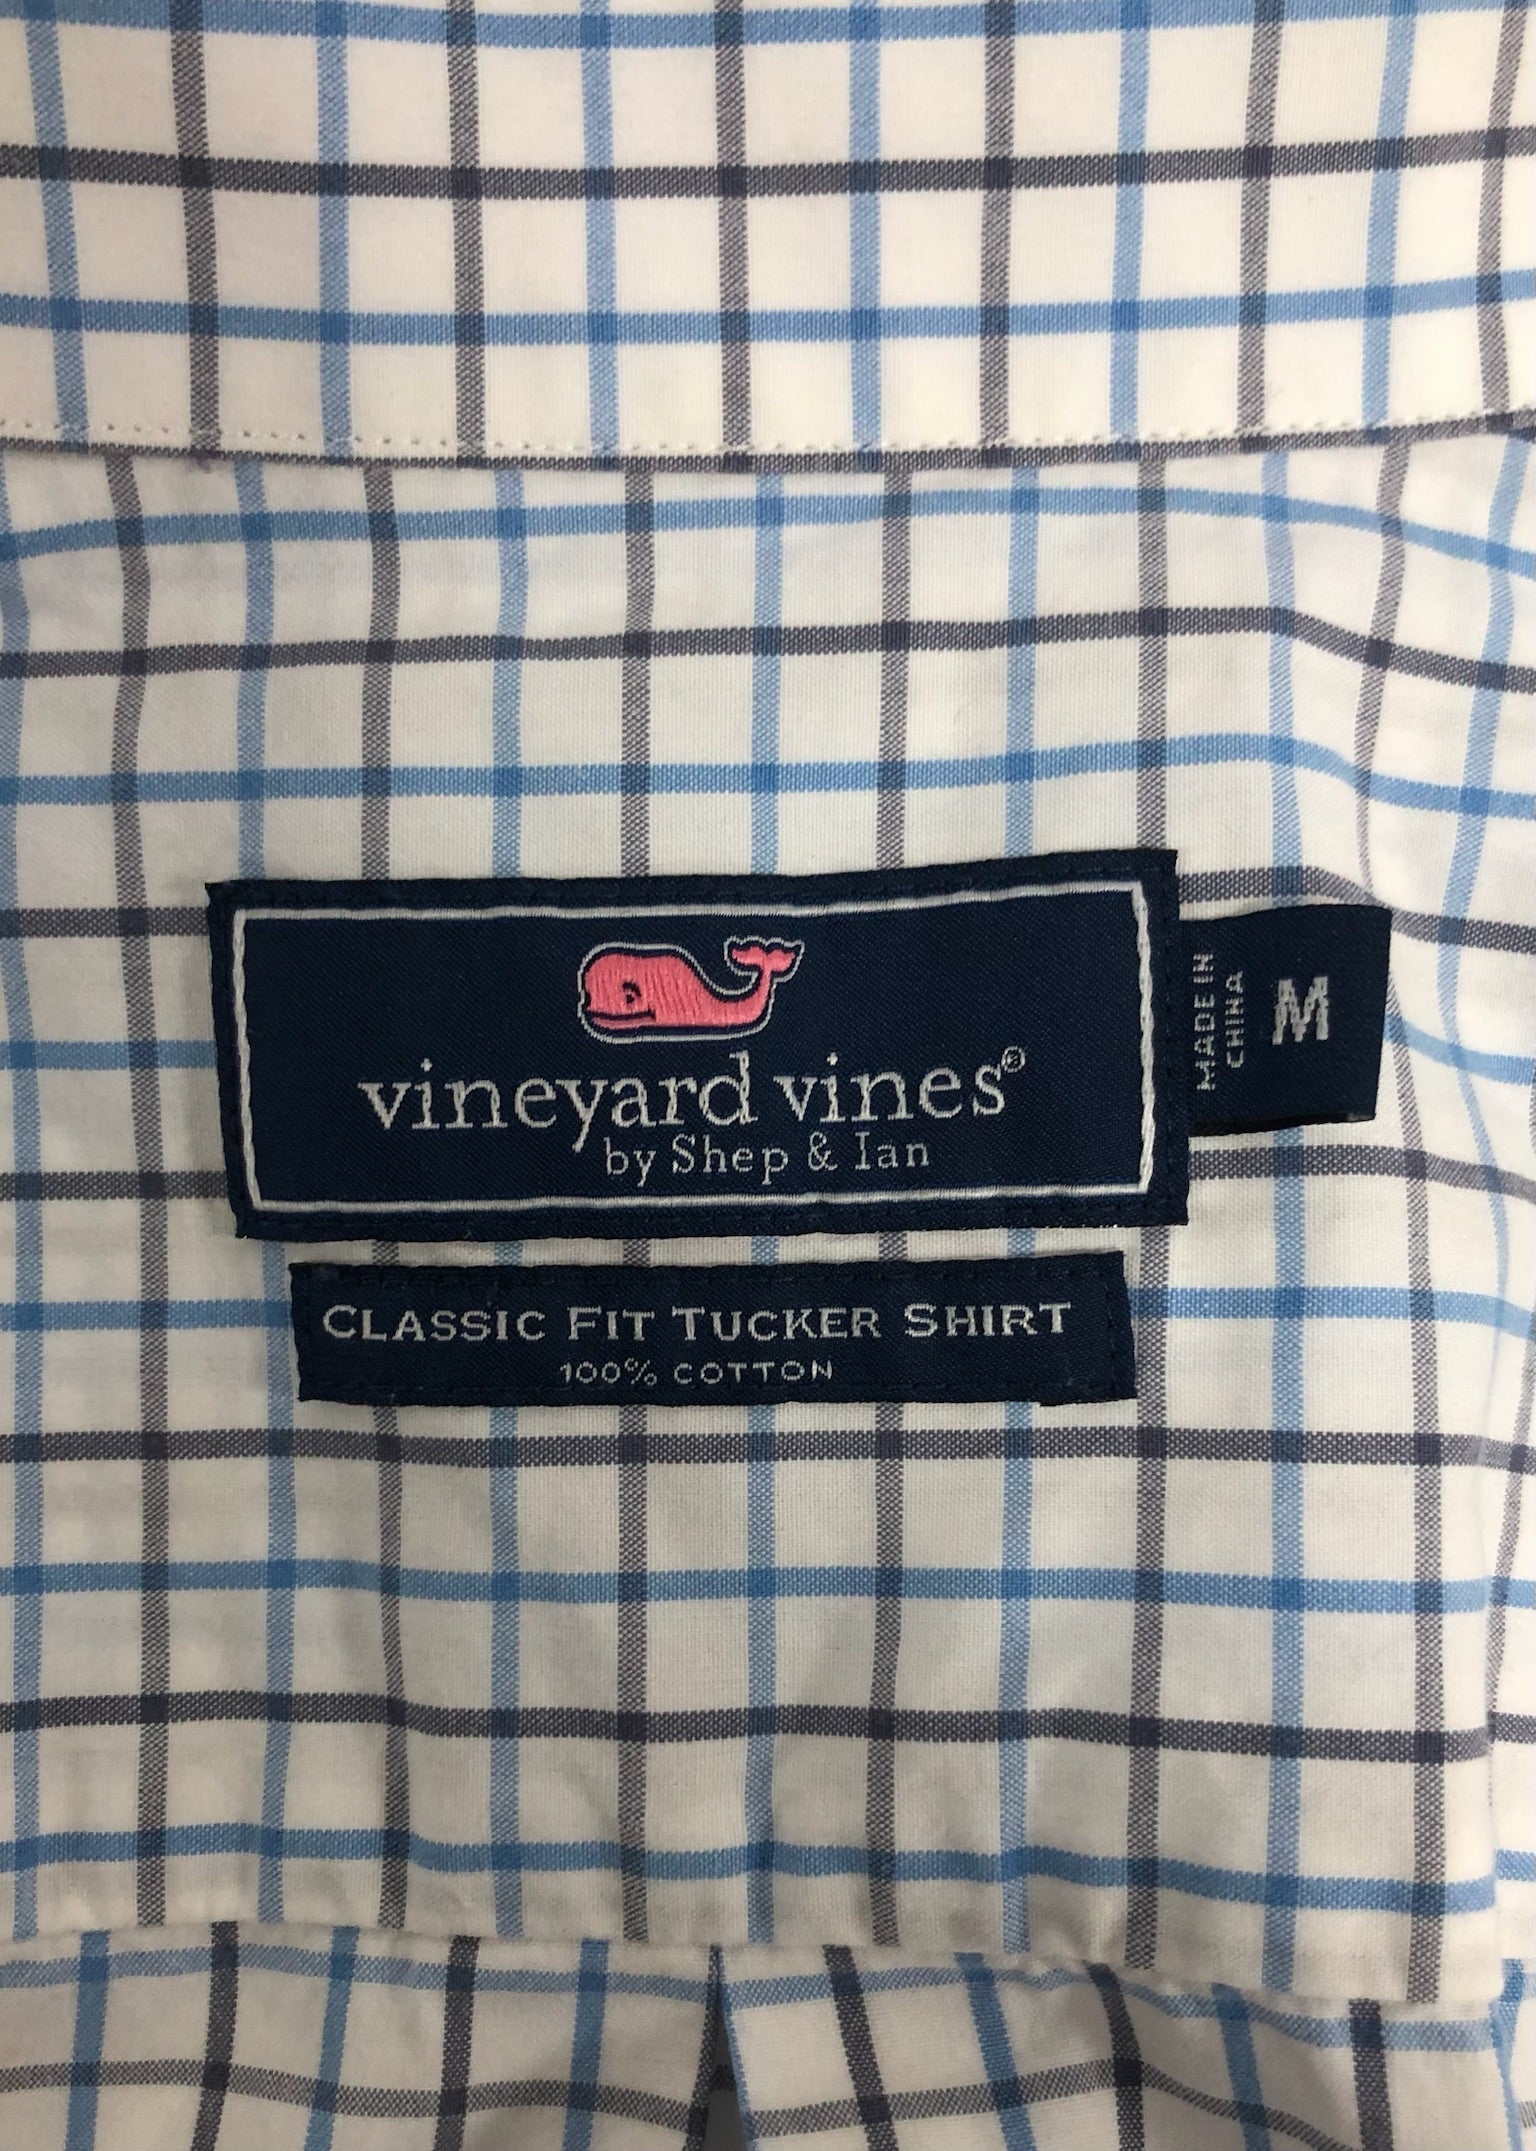 vineyard vines®
by Shep & Ian
MADE IN
CHINA
M
CLASSIC FIT TUCKER SHIRT
100% COTTON